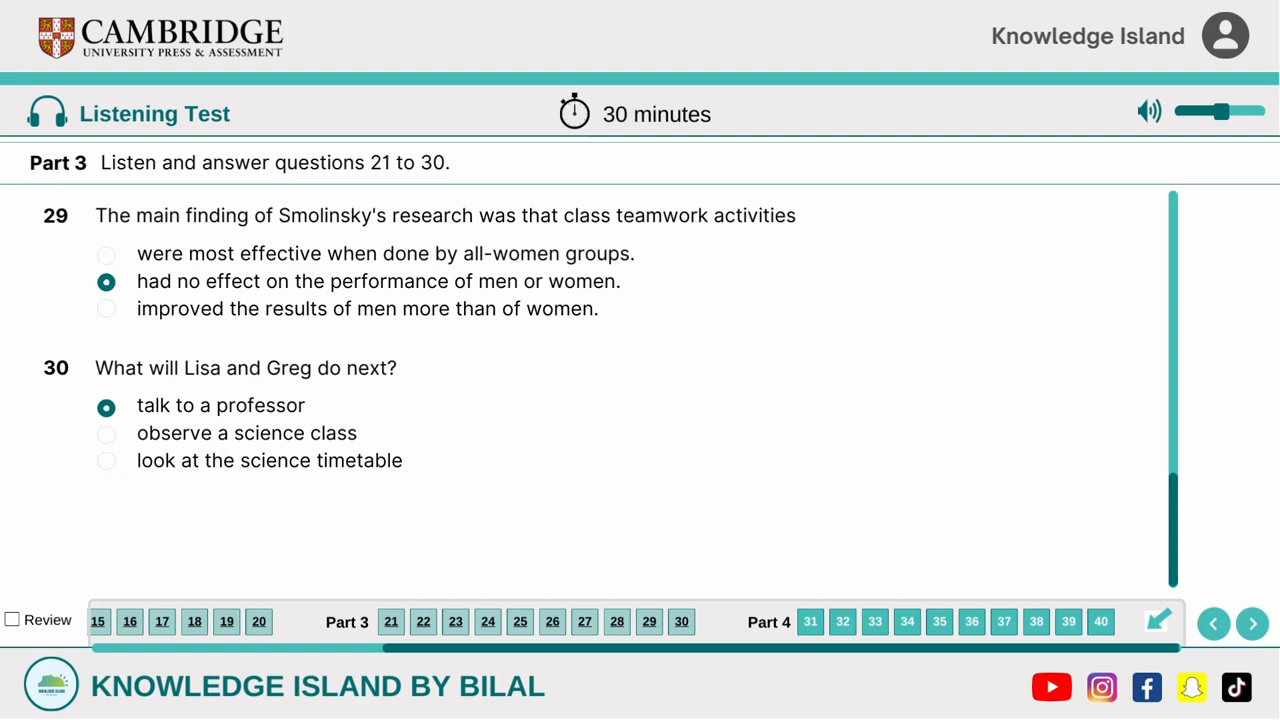 CAMBRIDGE
UNIVERSITY PRESS & ASSESSMENT
Knowledge Island
Listening Test
30 minutes
Part 3 Listen and answer questions 21 to 30.
29 The main finding of Smolinsky's research was that class teamwork activities
were most effective when done by all-women groups.
had no effect on the performance of men or women.
improved the results of men more than of women.
30 What will Lisa and Greg do next?
talk to a professor
observe a science class
look at the science timetable
Review 15 16 17 18 19 20 Part 3 21 22 23 24 25 26 27 28 29 30 Part 4 31 32 33 34 35 36 37 38 39 40
KNOWLEDGE ISLAND BY BILAL